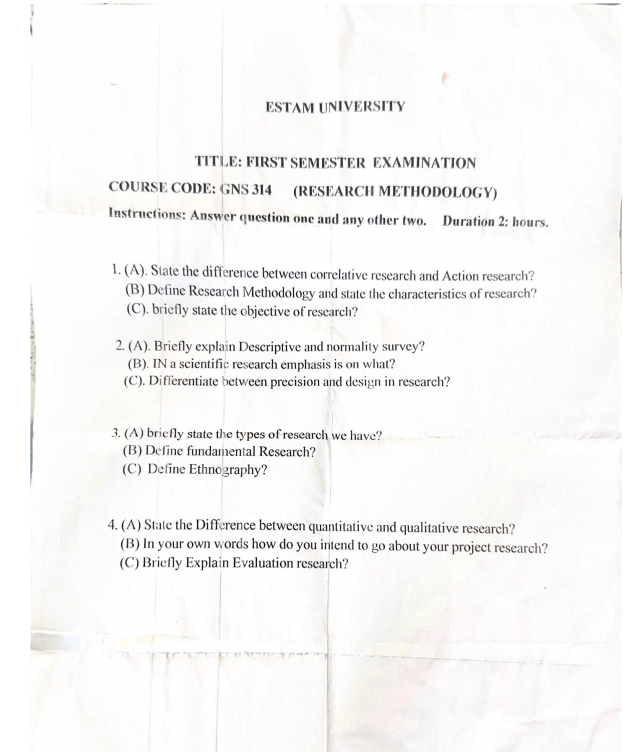 ESTAM UNIVERSITY
TITLE: FIRST SEMESTER EXAMINATION
COURSE CODE: GNS 314 (RESEARCH METHODOLOGY)
Instructions: Answer question one and any other two. Duration 2: hours.
1. (A). State the difference between correlative research and Action research?
(B) Define Research Methodology and state the characteristics of research?
(C). briefly state the objective of research?
2. (A). Briefly explain Descriptive and normality survey?
(B). IN a scientific research emphasis is on what?
(C). Differentiate between precision and design in research?
3. (A) briefly state the types of research we have?
(B) Define fundamental Research?
(C) Define Ethnography?
4. (A) State the Difference between quantitative and qualitative research?
(B) In your own words how do you intend to go about your project research?
(C) Briefly Explain Evaluation research?